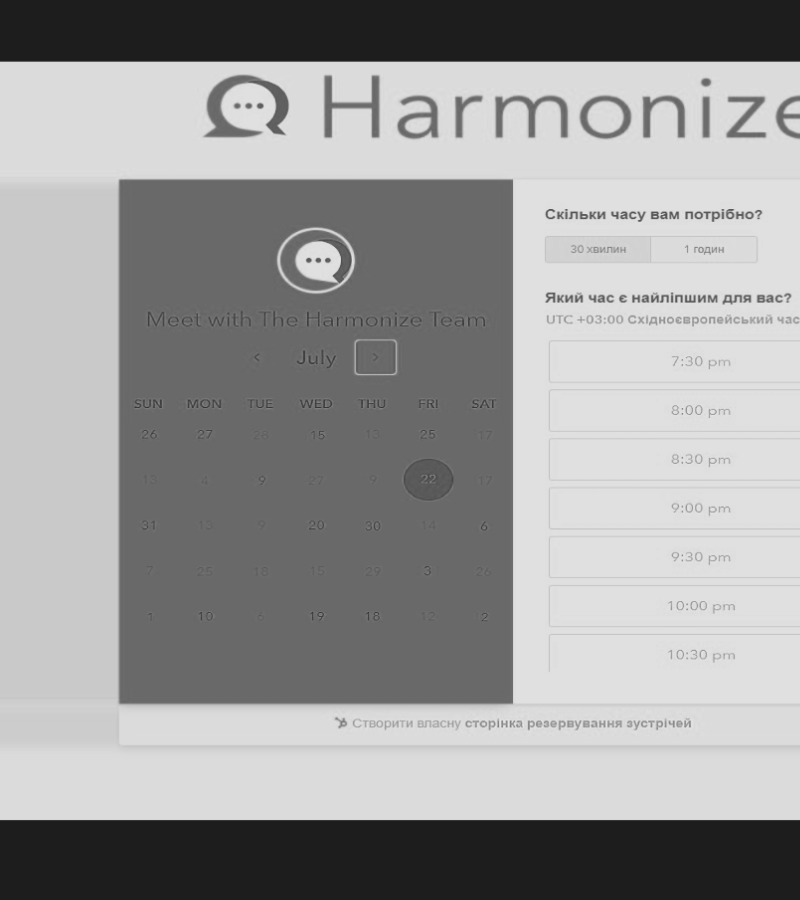 Harmonize
Meet with The Harmonize Team
July
SUN MON TUE WED THU FRI SAT
26 27 28 15 13 25 17
13 4 9 27 9 22 17
31 13 9 20 30 14 6
7 25 18 15 29 3 26
1 10 6 19 18 12 2
Скільки часу вам потрібно?
30 хвилин 1 годин
Який час є найліпшим для вас?
UTC +03:00 Східноєвропейський час
7:30 pm
8:00 pm
8:30 pm
9:00 pm
9:30 pm
10:00 pm
10:30 pm
Створити власну сторінка резервування зустрічей